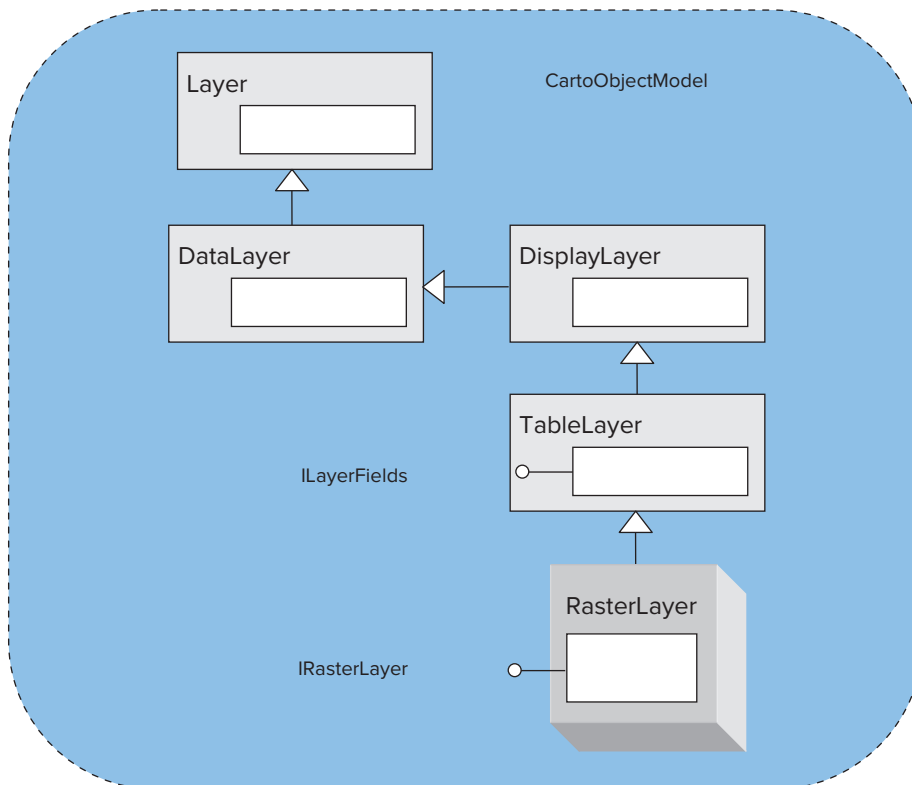 Layer
CartoObjectModel
DataLayer
DisplayLayer
TableLayer
ILayerFields
RasterLayer
IRasterLayer